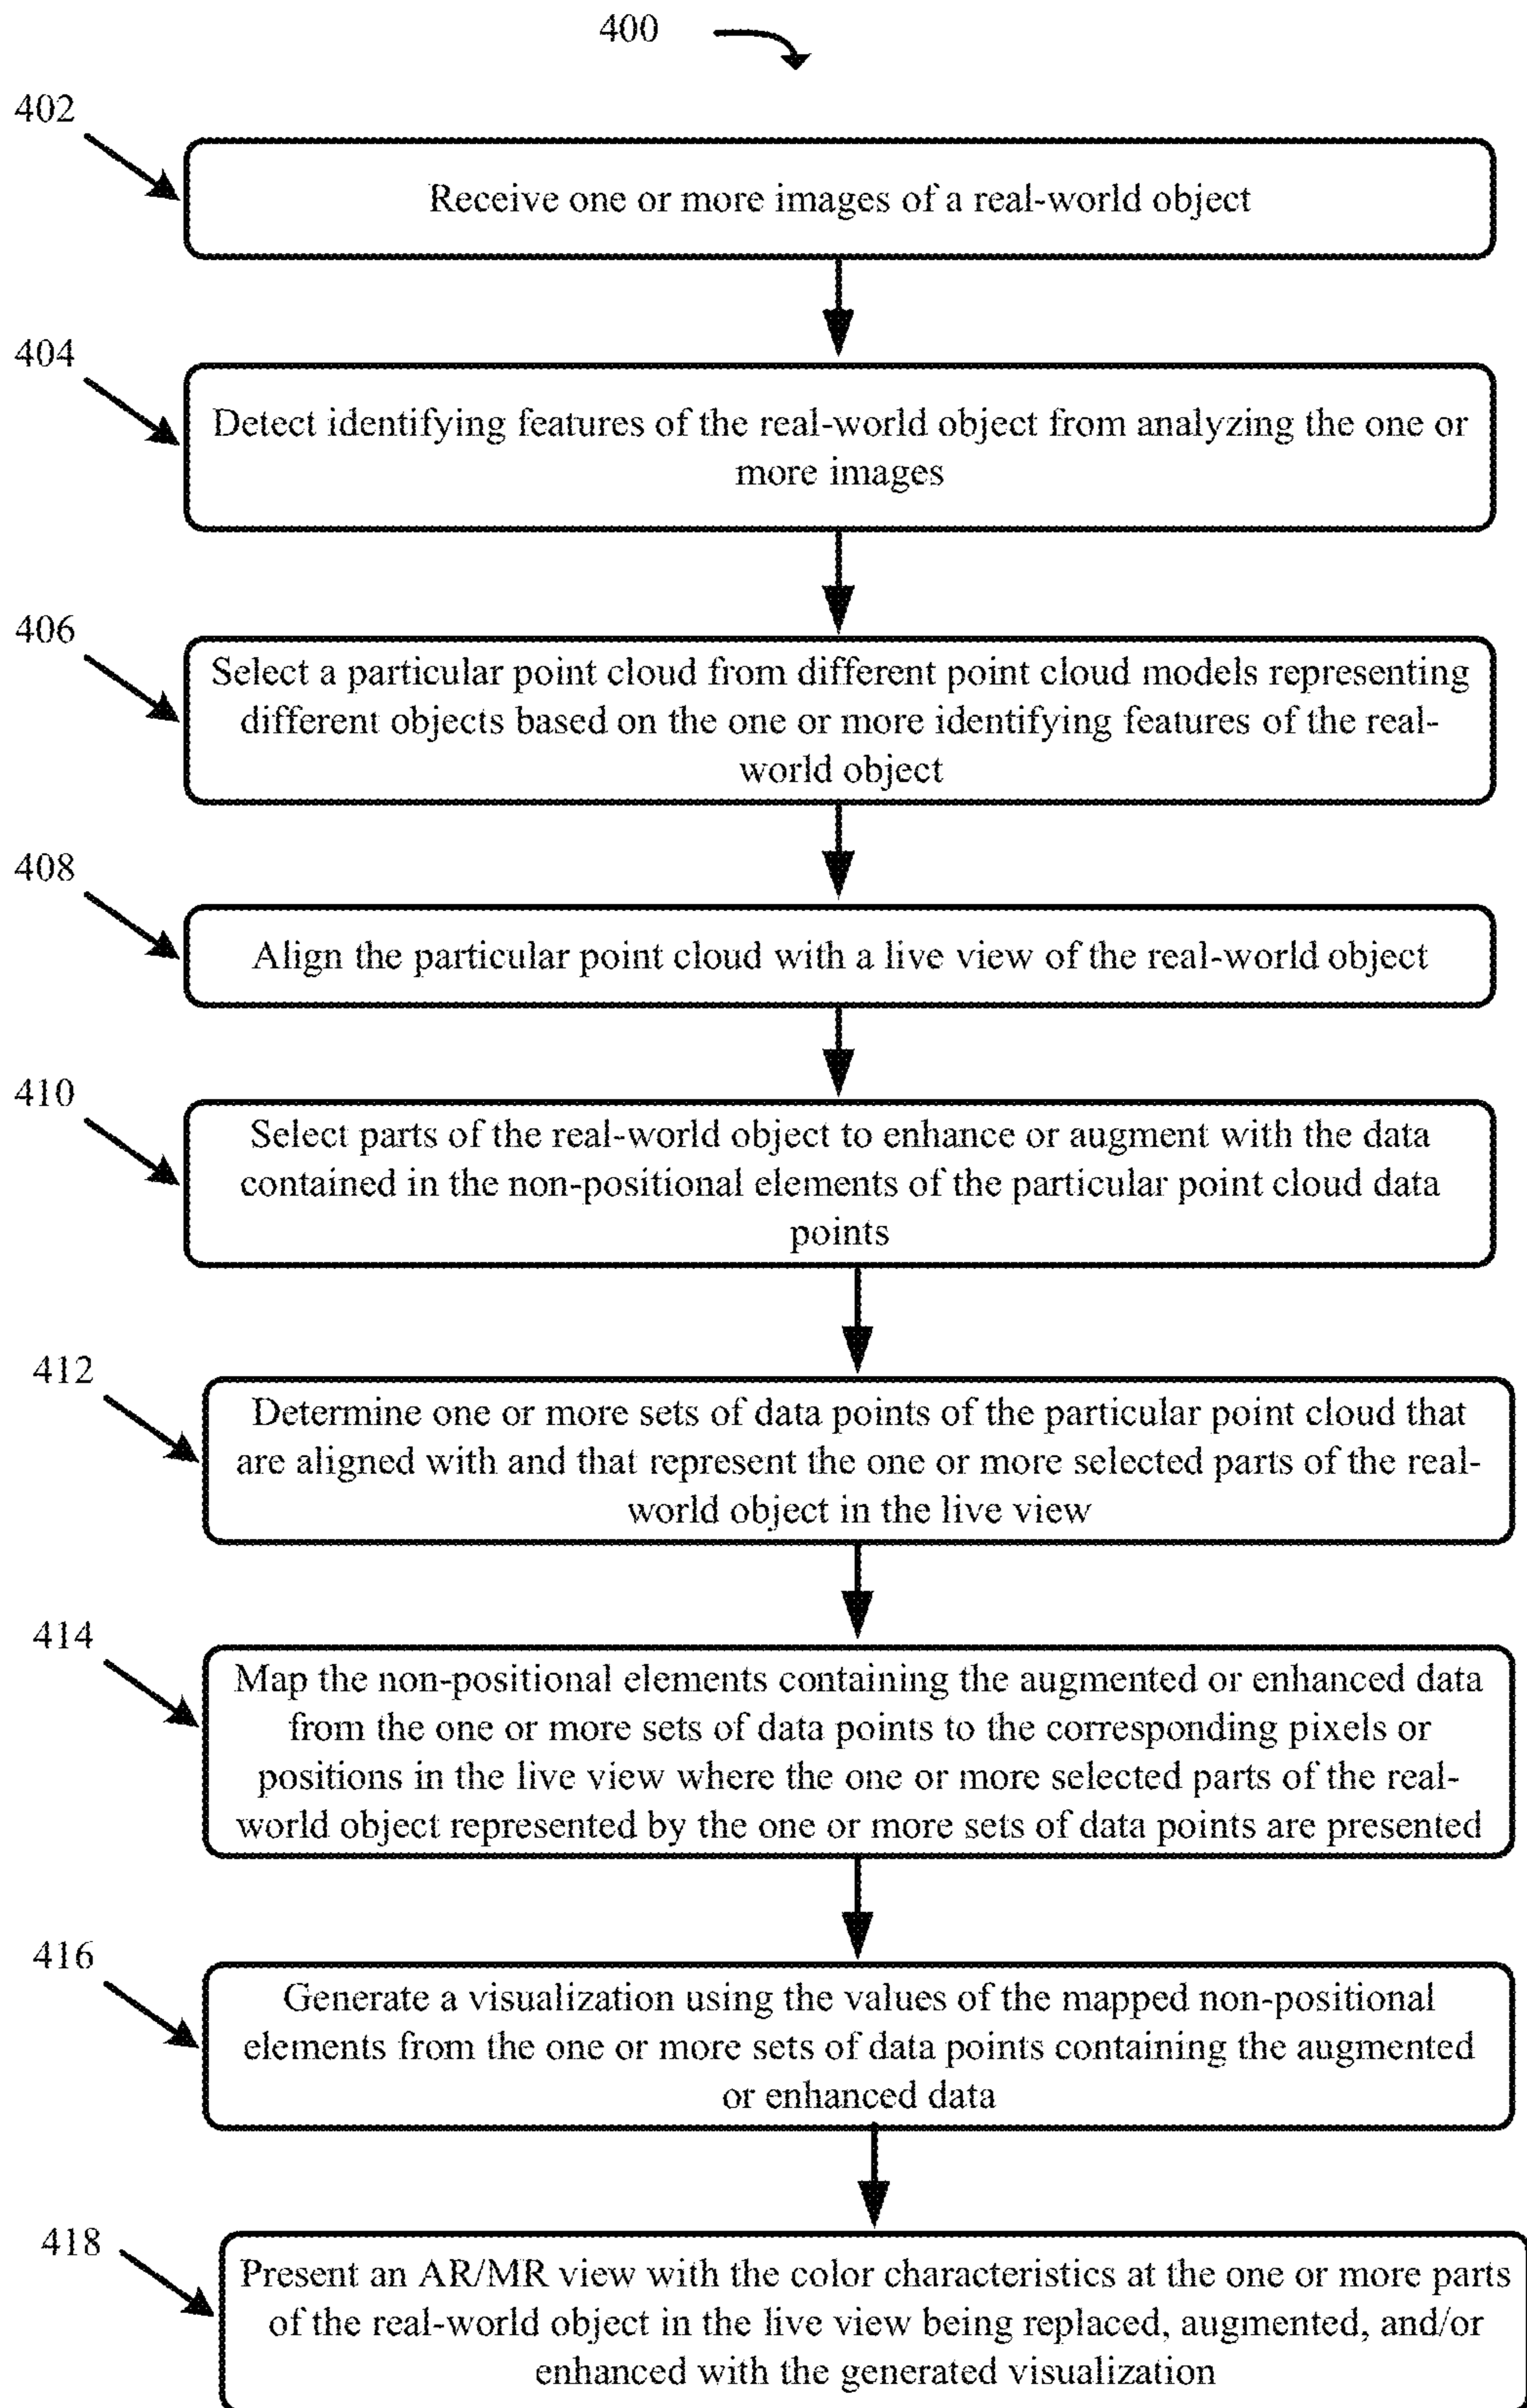 400
402
Receive one or more images of a real-world object
404
Detect identifying features of the real-world object from analyzing the one or
more images
406
Select a particular point cloud from different point cloud models representing
different objects based on the one or more identifying features of the real-
world object
408
Align the particular point cloud with a live view of the real-world object
410
Select parts of the real-world object to enhance or augment with the data
contained in the non-positional elements of the particular point cloud data
points
412
Determine one or more sets of data points of the particular point cloud that
are aligned with and that represent the one or more selected parts of the real-
world object in the live view
414
Map the non-positional elements containing the augmented or enhanced data
from the one or more sets of data points to the corresponding pixels or
positions in the live view where the one or more selected parts of the real-
world object represented by the one or more sets of data points are presented
416
Generate a visualization using the values of the mapped non-positional
elements from the one or more sets of data points containing the augmented
or enhanced data
418
Present an AR/MR view with the color characteristics at the one or more parts
of the real-world object in the live view being replaced, augmented, and/or
enhanced with the generated visualization